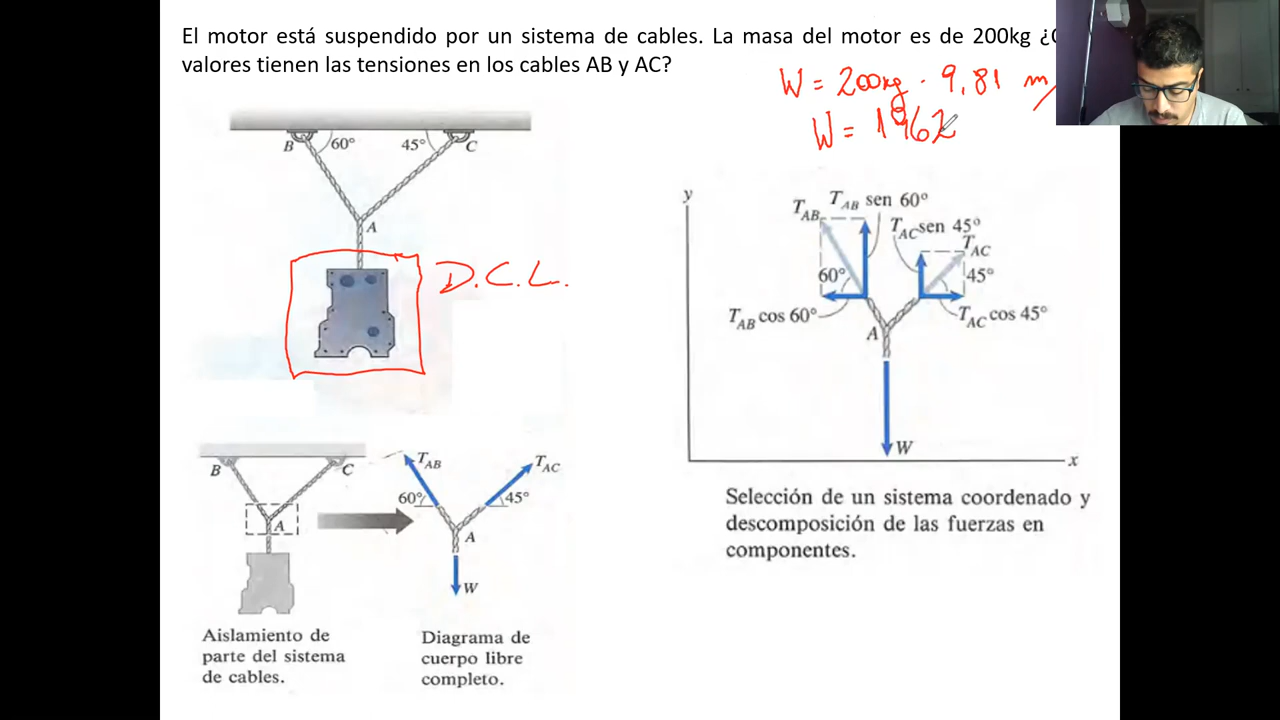 El motor está suspendido por un sistema de cables. La masa del motor es de 200kg
valores tienen las tensiones en los cables AB y AC?
W = 200kg · 9,81 m/
W = 1962
B 60° 45° C
A
D.C.L.
y
T_AB T_AB sen 60°
T_AC sen 45°
T_AC
60° 45°
T_AB cos 60° T_AC cos 45°
A
W
x
Selección de un sistema coordenado y
descomposición de las fuerzas en
componentes.
B C
A
T_AB T_AC
60° 45°
A
W
Aislamiento de
parte del sistema
de cables.
Diagrama de
cuerpo libre
completo.